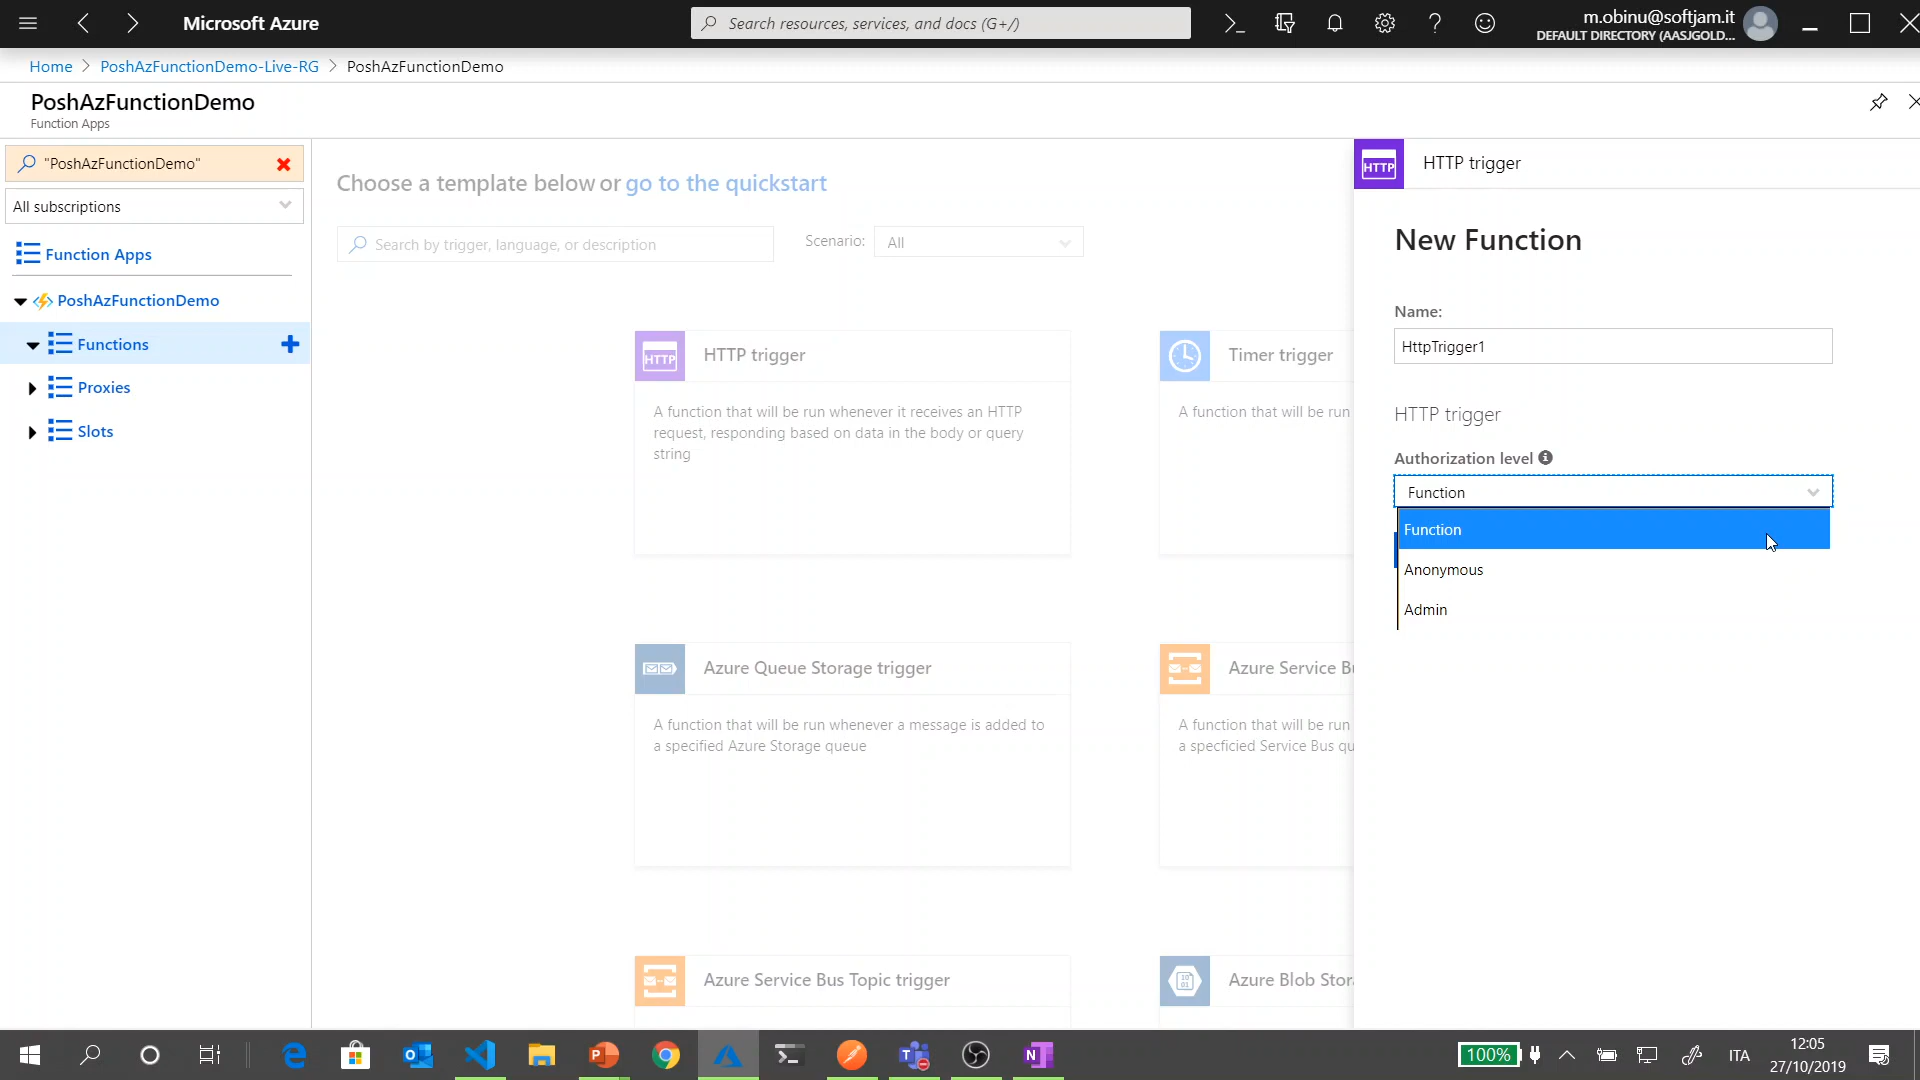 Microsoft Azure
Search resources, services, and docs (G+/)
m.obinu@softjam.it
DEFAULT DIRECTORY (AASJGOLD...
Home > PoshAzFunctionDemo-Live-RG > PoshAzFunctionDemo
PoshAzFunctionDemo
Function Apps
"PoshAzFunctionDemo"
All subscriptions
Function Apps
PoshAzFunctionDemo
Functions
Proxies
Slots
Choose a template below or go to the quickstart
Search by trigger, language, or description
Scenario:
All
HTTP
HTTP trigger
A function that will be run whenever it receives an HTTP
request, responding based on data in the body or query
string
Timer trigger
A function that will be run
Azure Queue Storage trigger
A function that will be run whenever a message is added to
a specified Azure Storage queue
Azure Service B
A function that will be run
a specficied Service Bus qu
Azure Service Bus Topic trigger
Azure Blob Stor
HTTP
HTTP trigger
New Function
Name:
HttpTrigger1
HTTP trigger
Authorization level
Function
Function
Anonymous
Admin
100%
ITA
12:05
27/10/2019